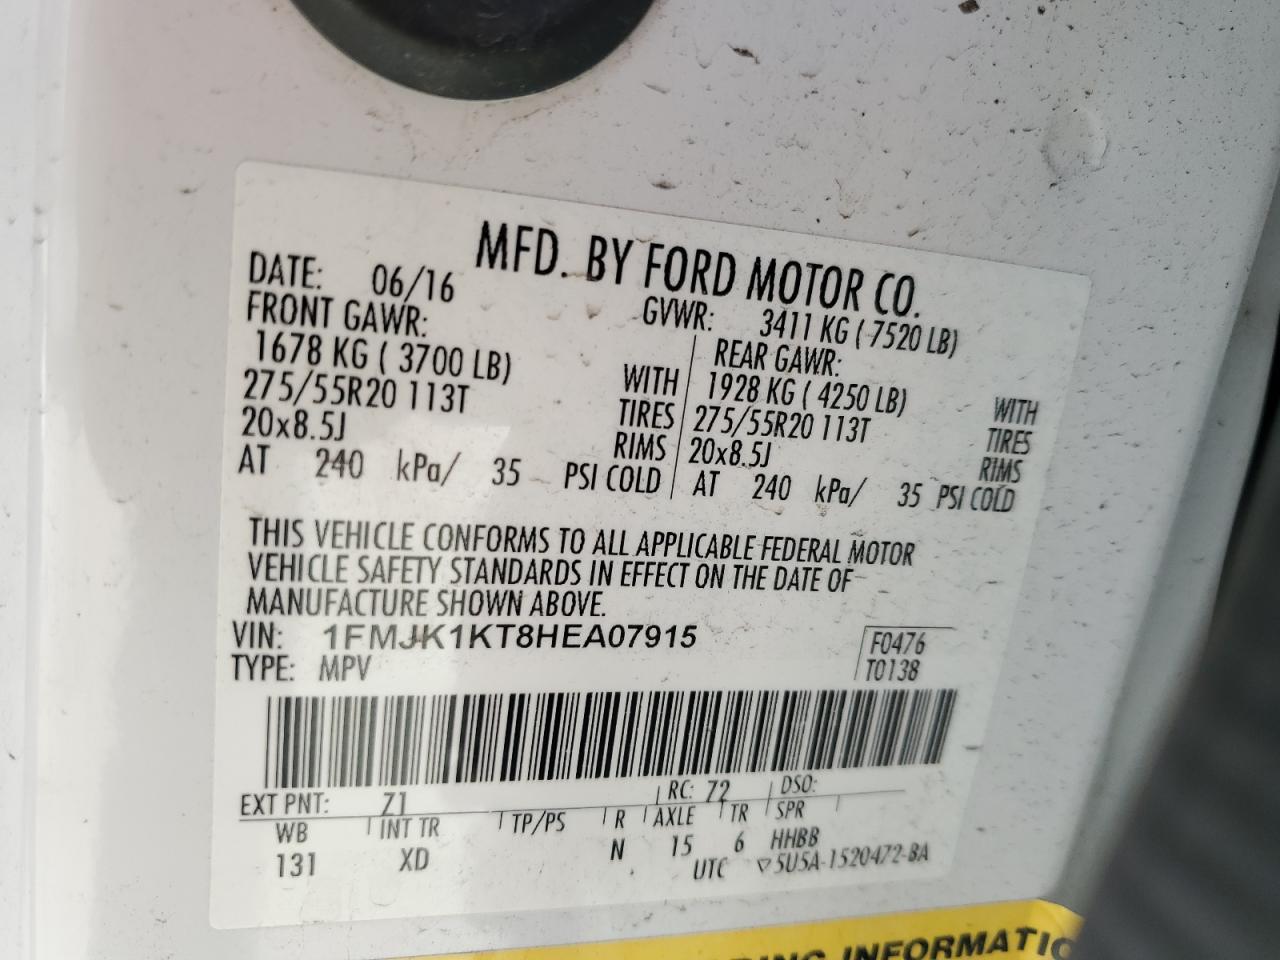 MFD. BY FORD MOTOR CO.
DATE: 06/16 GVWR: 3411 KG ( 7520 LB)
FRONT GAWR: REAR GAWR:
1678 KG ( 3700 LB) WITH 1928 KG ( 4250 LB) WITH
275/55R20 113T TIRES 275/55R20 113T TIRES
20x8.5J RIMS 20x8.5J RIMS
AT 240 kPa/ 35 PSI COLD AT 240 kPa/ 35 PSI COLD
THIS VEHICLE CONFORMS TO ALL APPLICABLE FEDERAL MOTOR
VEHICLE SAFETY STANDARDS IN EFFECT ON THE DATE OF
MANUFACTURE SHOWN ABOVE.
VIN: 1FMJK1KT8HEA07915 F0476
TYPE: MPV T0138
EXT PNT: Z1 RC: 72 DSO:
WB INT TR TP/PS R AXLE TR SPR
131 XD N 15 6 HHBB
UTC ▽5U5A-1520472-BA
INFORMATIO